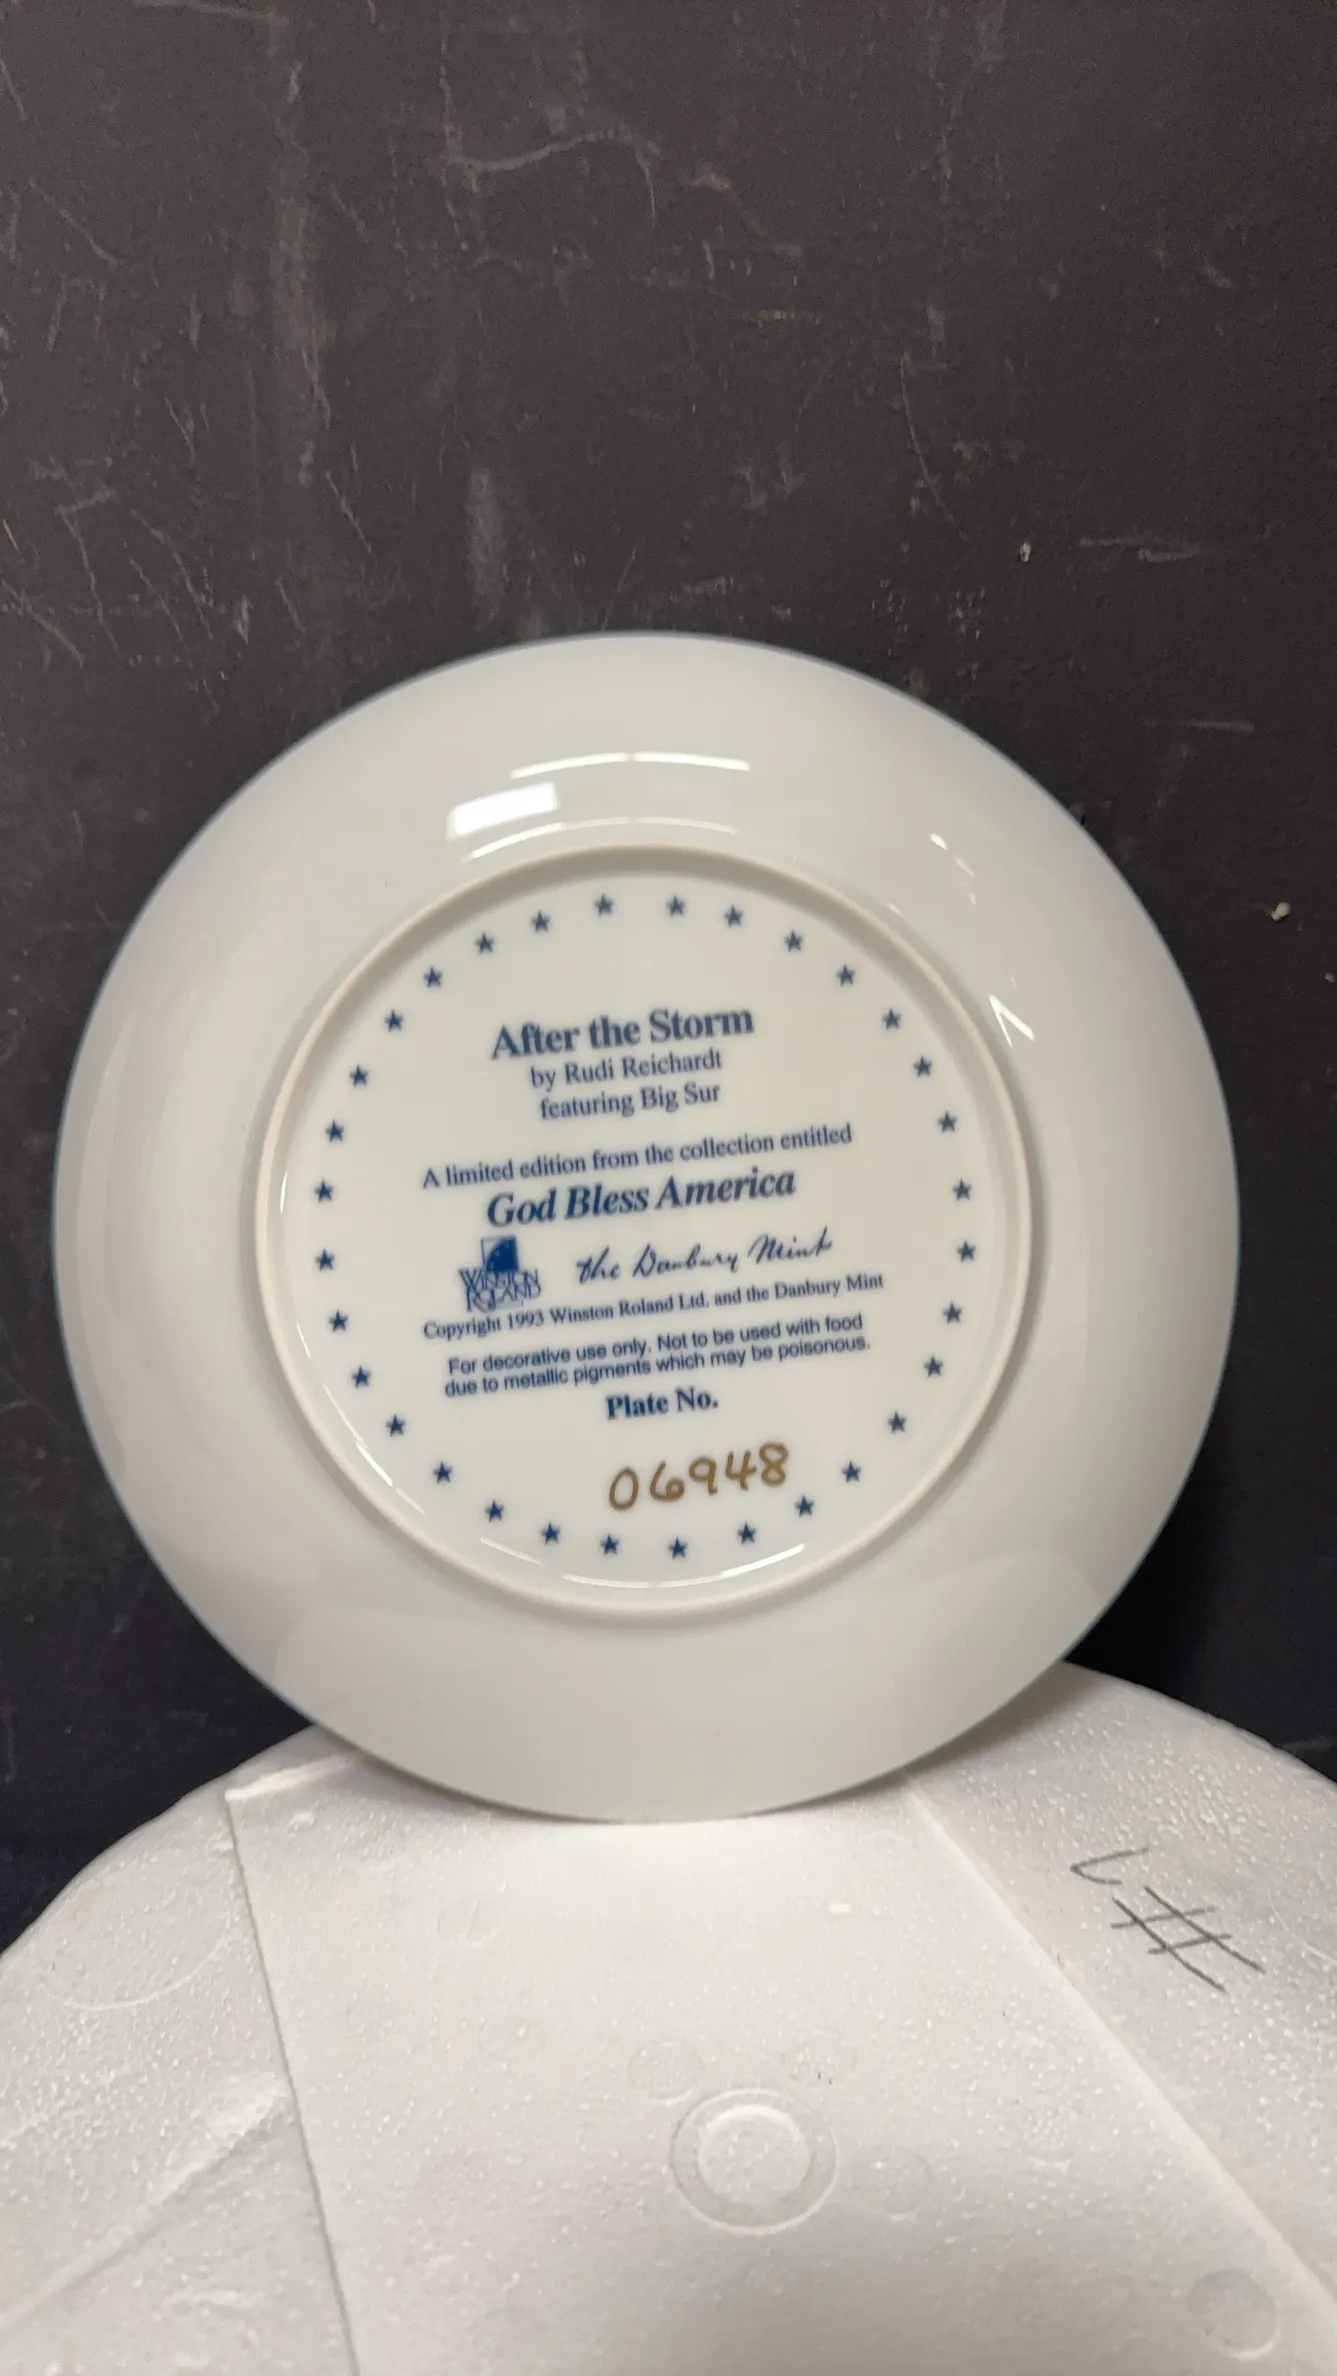 After the Storm
by Rudi Reichardt
featuring Big Sur
A limited edition from the collection entitled
God Bless America
WINSTON
ROLAND
the Danbury Mint
Copyright 1993 Winston Roland Ltd. and the Danbury Mint
For decorative use only. Not to be used with food
due to metallic pigments which may be poisonous.
Plate No.
06948